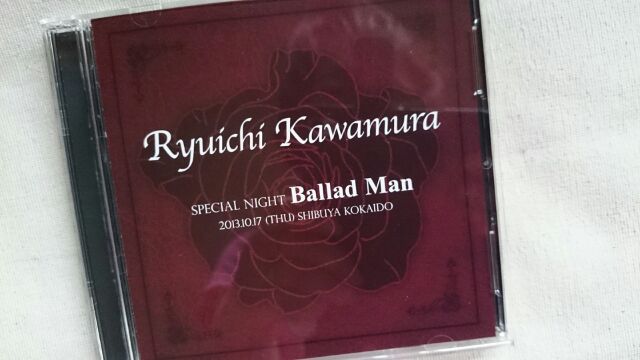 Ryuichi Kawamura
SPECIAL NIGHT Ballad Man
2013.10.17 (THU) SHIBUYA KOKAIDO